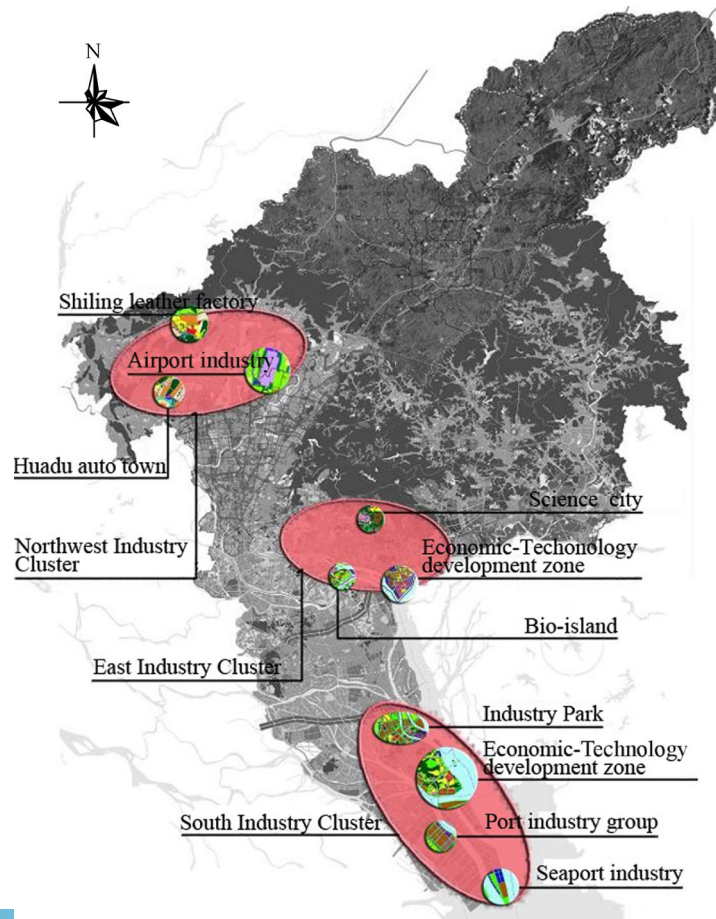 N
Shiling leather factory
Airport industry
Huadu auto town
Science city
Northwest Industry
Cluster
Economic-Techonology
development zone
Bio-island
East Industry Cluster
Industry Park
Economic-Technology
development zone
South Industry Cluster
Port industry group
Seaport industry